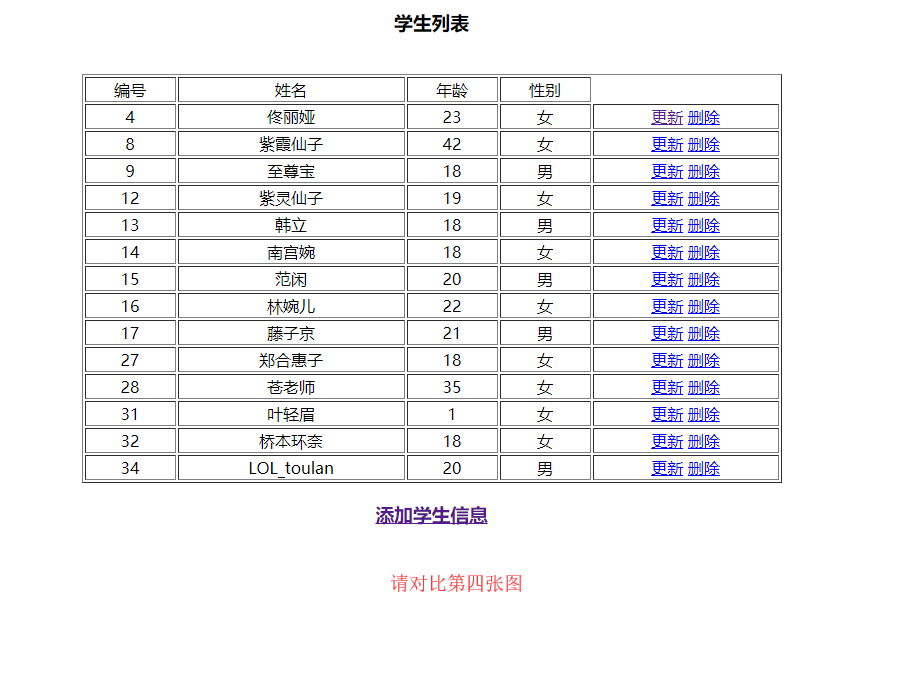 学生列表
编号 姓名 年龄 性别
4 佟丽娅 23 女 更新 删除
8 紫霞仙子 42 女 更新 删除
9 至尊宝 18 男 更新 删除
12 紫灵仙子 19 女 更新 删除
13 韩立 18 男 更新 删除
14 南宫婉 18 女 更新 删除
15 范闲 20 男 更新 删除
16 林婉儿 22 女 更新 删除
17 藤子京 21 男 更新 删除
27 郑合惠子 18 女 更新 删除
28 苍老师 35 女 更新 删除
31 叶轻眉 1 女 更新 删除
32 桥本环奈 18 女 更新 删除
34 LOL_toulan 20 男 更新 删除
添加学生信息
请对比第四张图